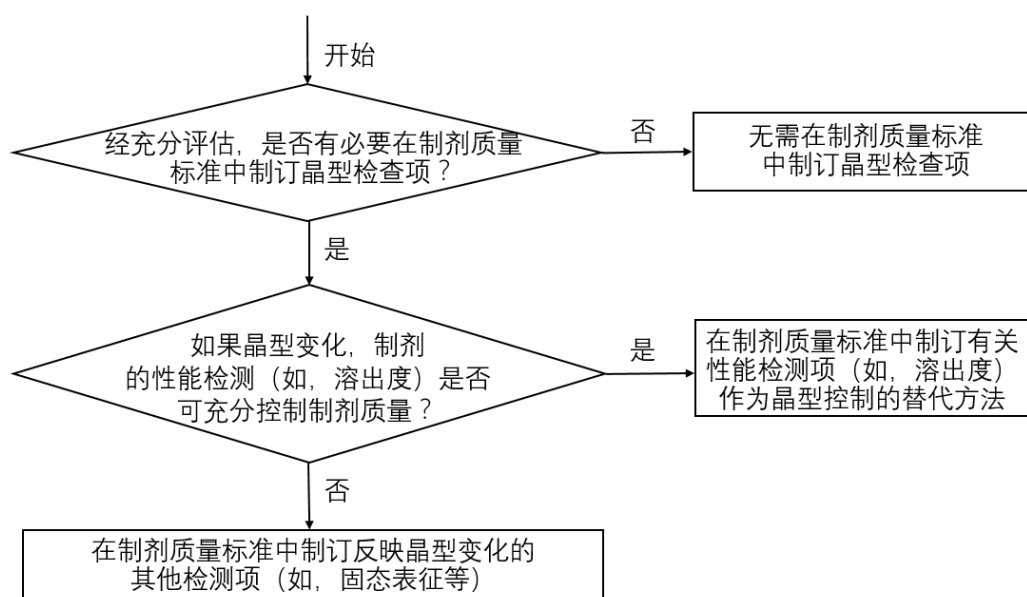 开始
经充分评估，是否有必要在制剂质量
标准中制订晶型检查项？
否
无需在制剂质量标准
中制订晶型检查项
是
如果晶型变化，制剂
的性能检测（如，溶出度）是否
可充分控制制剂质量？
是
在制剂质量标准中制订有关
性能检测项（如，溶出度）
作为晶型控制的替代方法
否
在制剂质量标准中制订反映晶型变化的
其他检测项（如，固态表征等）